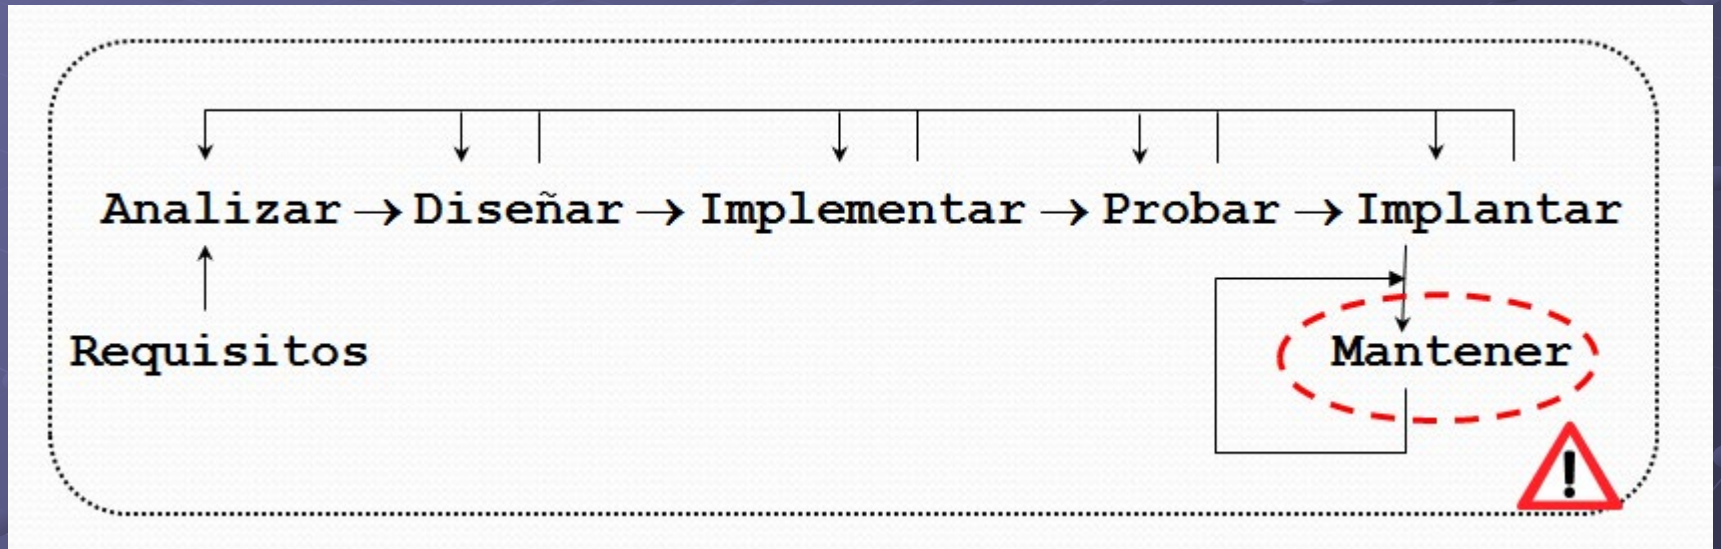 Analizar → Diseñar → Implementar → Probar → Implantar
Requisitos Mantener
!